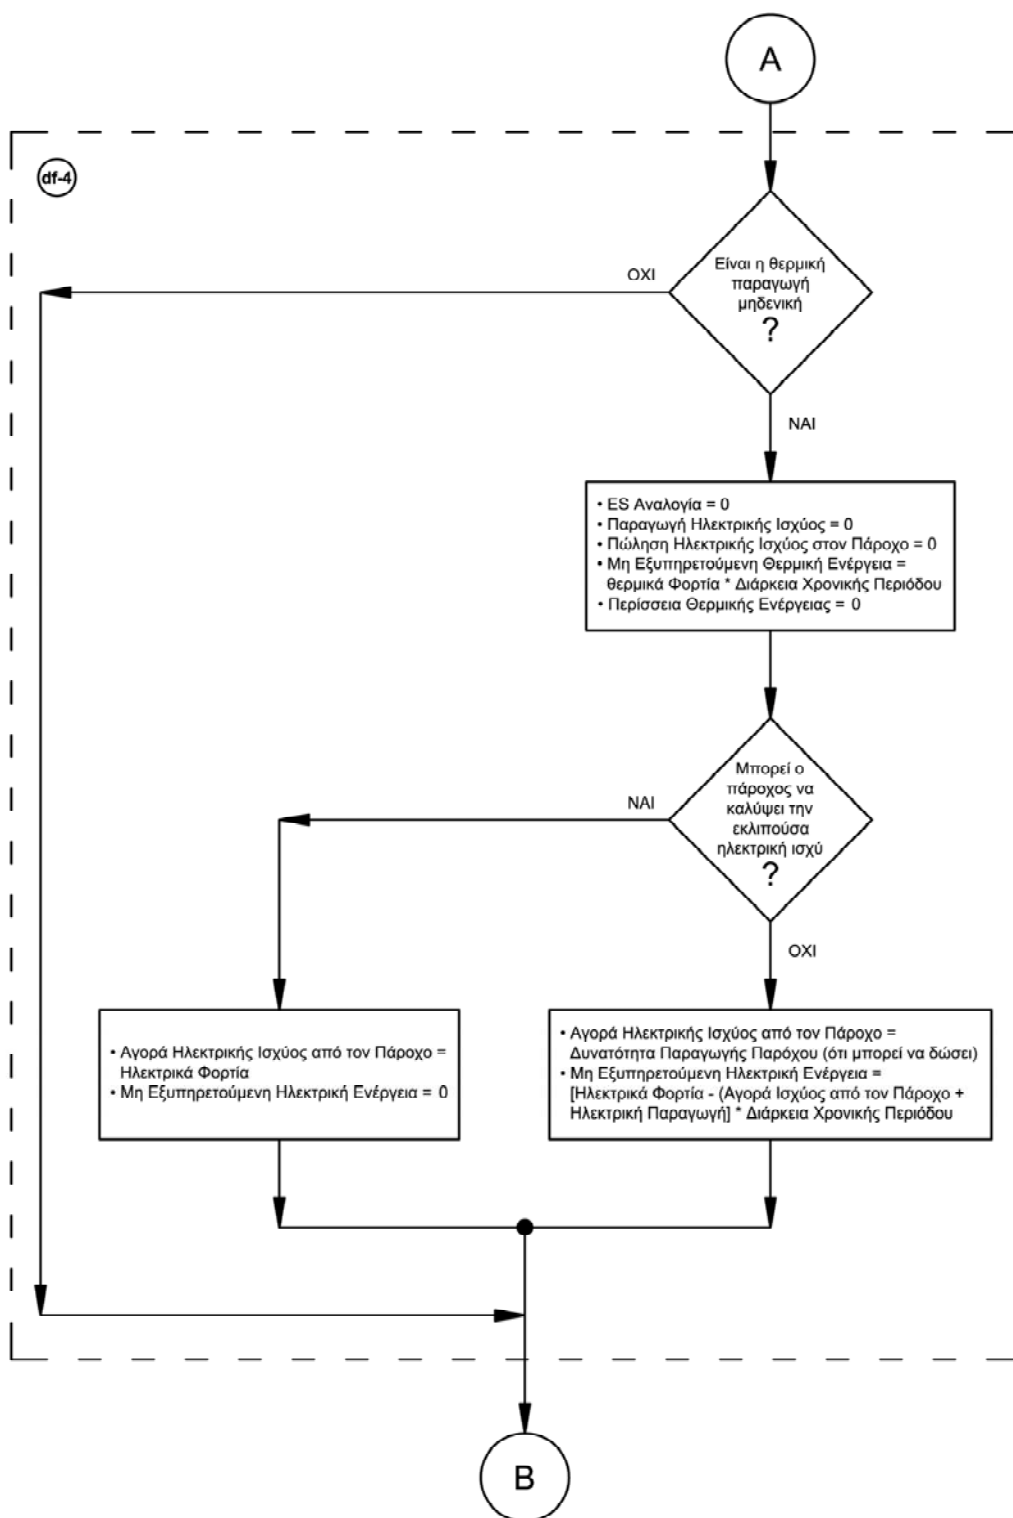 A
df-4
Είναι η θερμική
παραγωγή
μηδενική
?
ΟΧΙ
ΝΑΙ
• ES Αναλογία = 0
• Παραγωγή Ηλεκτρικής Ισχύος = 0
• Πώληση Ηλεκτρικής Ισχύος στον Πάροχο = 0
• Μη Εξυπηρετούμενη Θερμική Ενέργεια =
θερμικά Φορτία * Διάρκεια Χρονικής Περιόδου
• Περίσσεια Θερμικής Ενέργειας = 0
Μπορεί ο
πάροχος να
καλύψει την
εκλιπούσα
ηλεκτρική ισχύ
?
ΝΑΙ
ΟΧΙ
• Αγορά Ηλεκτρικής Ισχύος από τον Πάροχο =
Ηλεκτρικά Φορτία
• Μη Εξυπηρετούμενη Ηλεκτρική Ενέργεια = 0
• Αγορά Ηλεκτρικής Ισχύος από τον Πάροχο =
Δυνατότητα Παραγωγής Παρόχου (ότι μπορεί να δώσει)
• Μη Εξυπηρετούμενη Ηλεκτρική Ενέργεια =
[Ηλεκτρικά Φορτία - (Αγορά Ισχύος από τον Πάροχο +
Ηλεκτρική Παραγωγή] * Διάρκεια Χρονικής Περιόδου
B